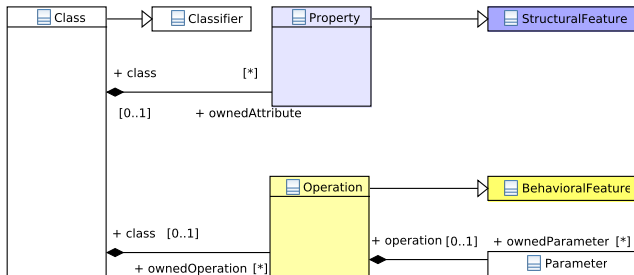 Class
Classifier
Property
StructuralFeature
+ class
[*]
[0..1]
+ ownedAttribute
Operation
BehavioralFeature
+ class [0..1]
+ operation [0..1]
+ ownedParameter [*]
+ ownedOperation [*]
Parameter